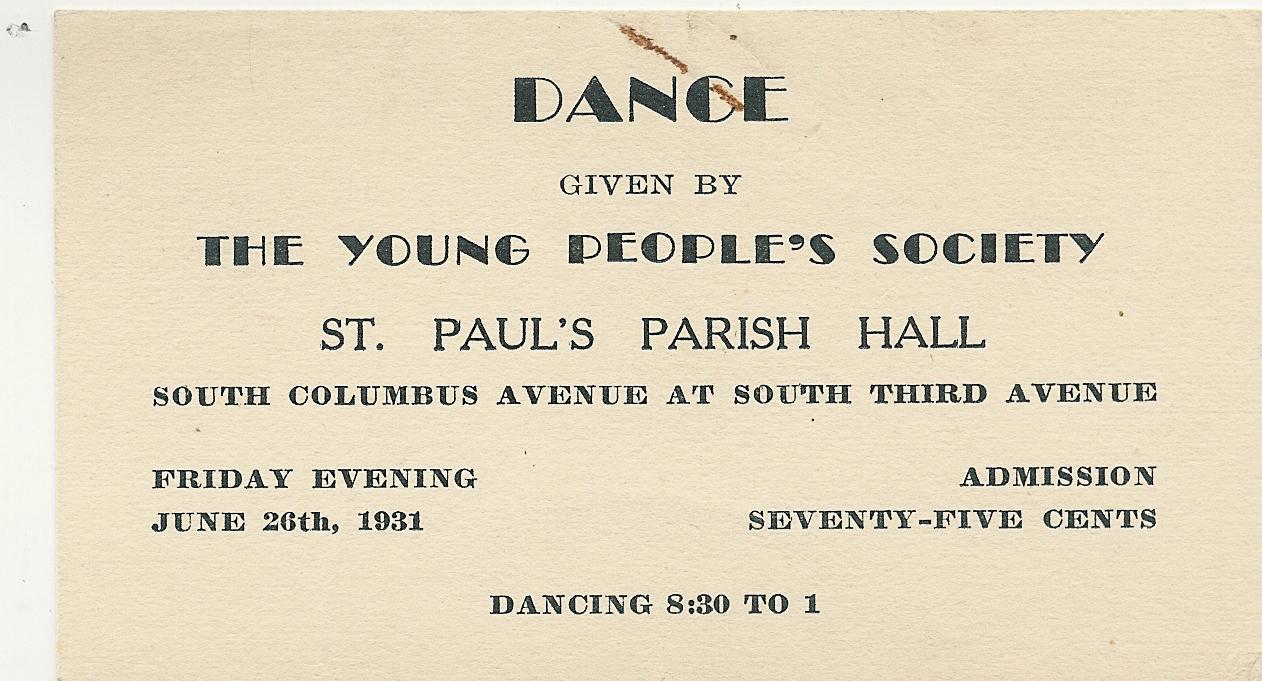 DANCE
GIVEN BY
THE YOUNG PEOPLE'S SOCIETY
ST. PAUL'S PARISH HALL
SOUTH COLUMBUS AVENUE AT SOUTH THIRD AVENUE
FRIDAY EVENING
JUNE 26th, 1931
ADMISSION
SEVENTY-FIVE CENTS
DANCING 8:30 TO 1